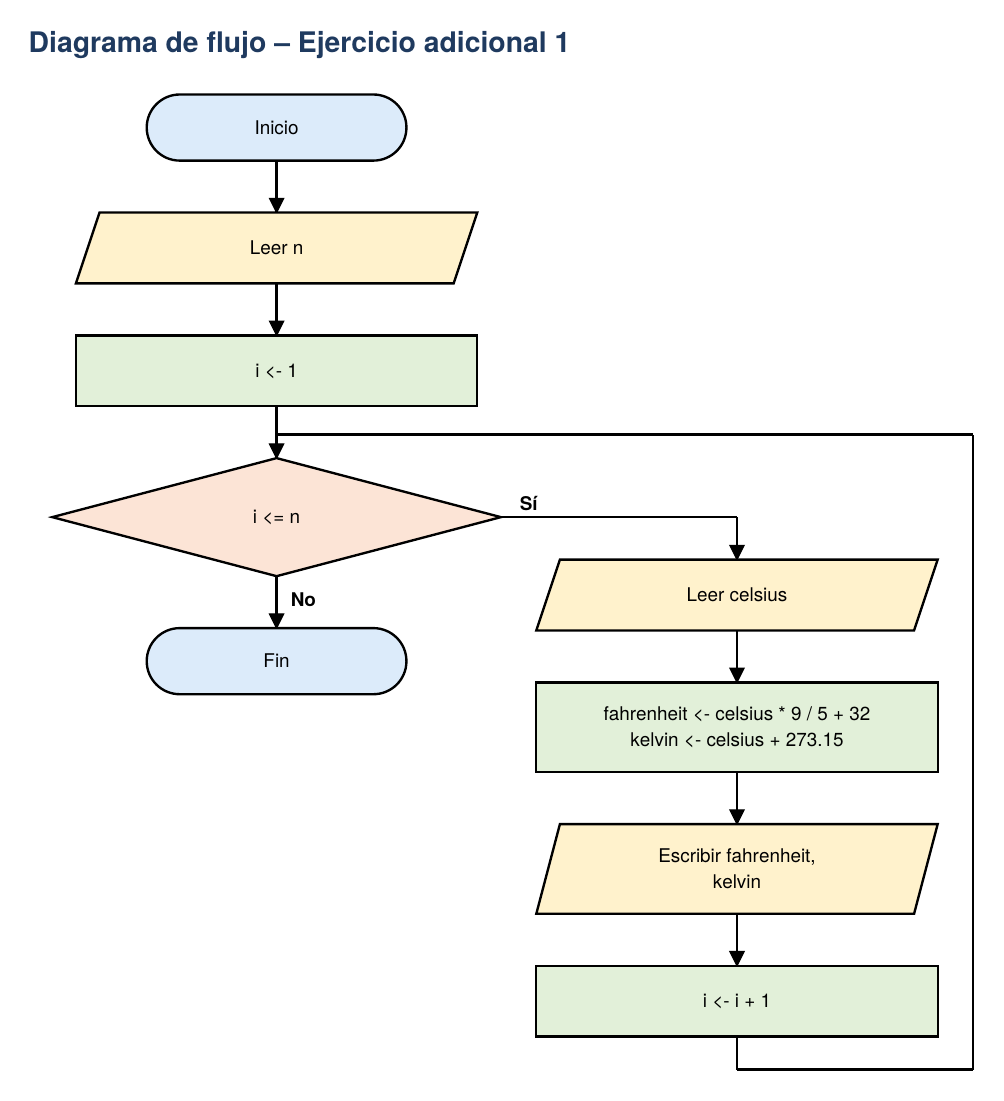 Diagrama de flujo – Ejercicio adicional 1
Inicio
Leer n
i <- 1
i <= n
Sí
No
Fin
Leer celsius
fahrenheit <- celsius * 9 / 5 + 32
kelvin <- celsius + 273.15
Escribir fahrenheit,
kelvin
i <- i + 1